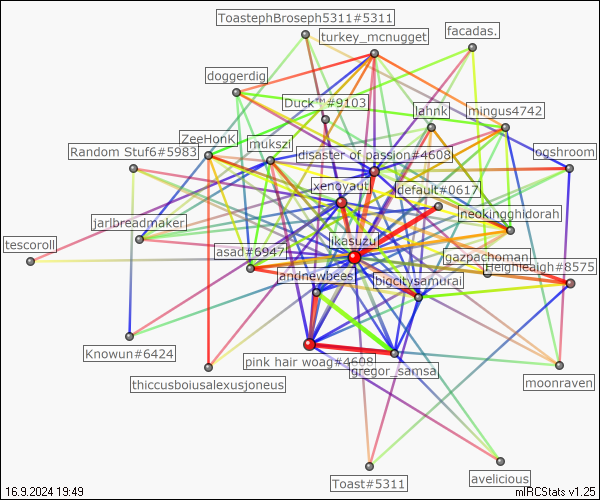 ToastephBroseph5311#5311
turkey_mcnugget
facadas.
doggerdig
Duck™#9103
lahnk
mingus4742
ZeeHonk
mukszi
Random Stuf6#5983
disaster of passion#4608
ogshroom
xenoyaut
default#0617
neokingghidorah
jarlbreadmaker
ikasuzu
tescoroll
asad#6947
gazpachoman
Heigheaigh#8575
andnewbees
bigcitysamurai
Knowun#6424
pink hair woag#4608
gregor_samsa
thiccusboiusalexusjoneus
moonraven
Toast#5311
avelicious
16.9.2024 19:49
mIRCStats v1.25